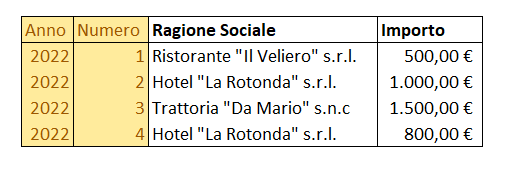 Anno Numero Ragione Sociale Importo
2022 1 Ristorante "Il Veliero" s.r.l. 500,00 €
2022 2 Hotel "La Rotonda" s.r.l. 1.000,00 €
2022 3 Trattoria "Da Mario" s.n.c 1.500,00 €
2022 4 Hotel "La Rotonda" s.r.l. 800,00 €